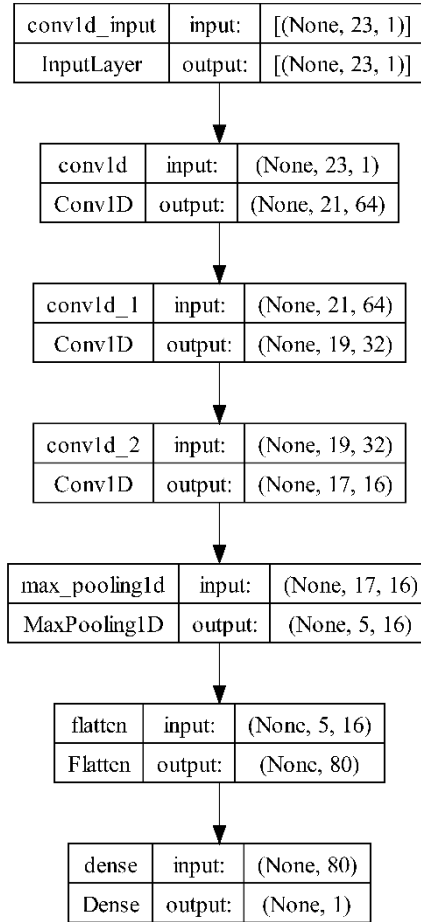 conv1d_input input: [(None, 23, 1)]
InputLayer output: [(None, 23, 1)]
conv1d input: (None, 23, 1)
Conv1D output: (None, 21, 64)
conv1d_1 input: (None, 21, 64)
Conv1D output: (None, 19, 32)
conv1d_2 input: (None, 19, 32)
Conv1D output: (None, 17, 16)
max_pooling1d input: (None, 17, 16)
MaxPooling1D output: (None, 5, 16)
flatten input: (None, 5, 16)
Flatten output: (None, 80)
dense input: (None, 80)
Dense output: (None, 1)